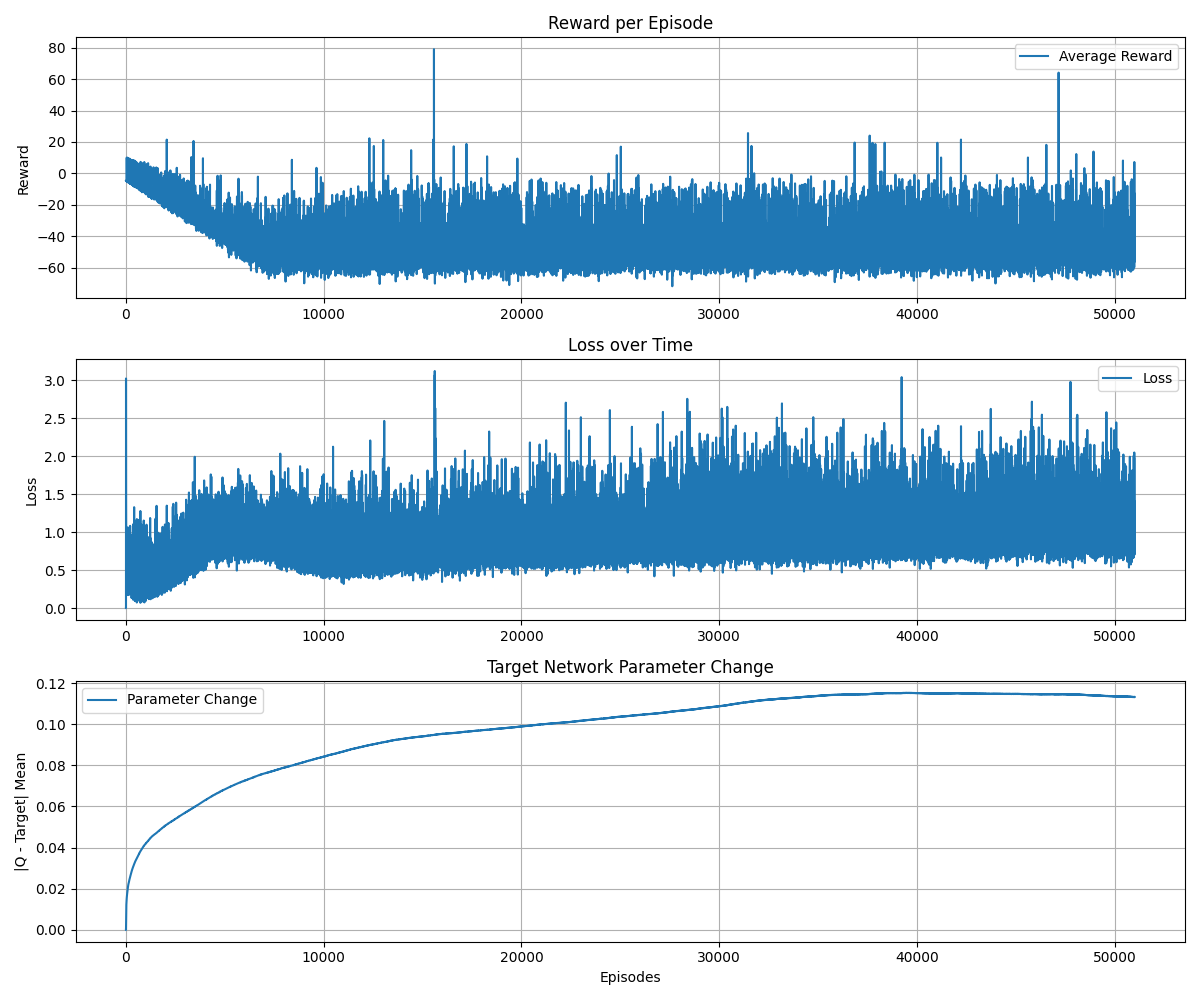 Reward per Episode
Average Reward
Reward
80
60
40
20
0
−20
−40
−60
0 10000 20000 30000 40000 50000
Loss over Time
Loss
Loss
3.0
2.5
2.0
1.5
1.0
0.5
0.0
0 10000 20000 30000 40000 50000
Target Network Parameter Change
Parameter Change
|Q - Target| Mean
0.12
0.10
0.08
0.06
0.04
0.02
0.00
0 10000 20000 30000 40000 50000
Episodes